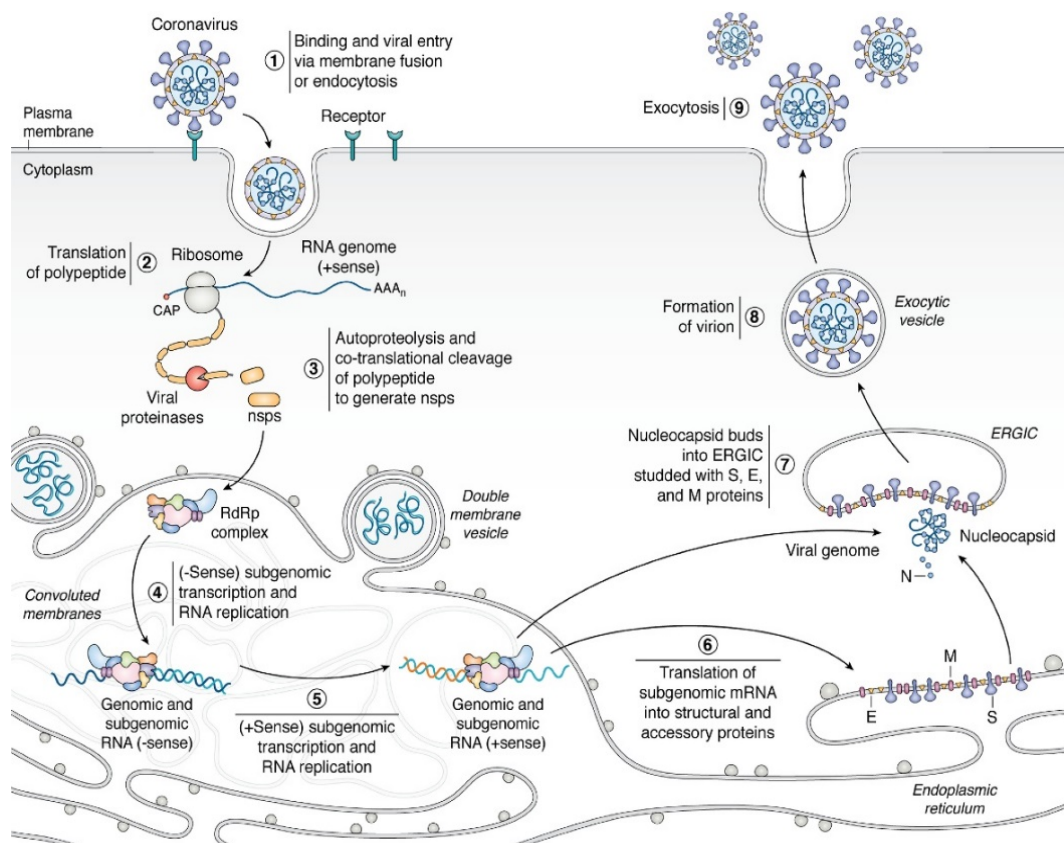 Coronavirus
1
Binding and viral entry
via membrane fusion
or endocytosis
Plasma
membrane
Cytoplasm
Receptor
Exocytosis
9
Translation
of polypeptide
2
Ribosome
RNA genome
(+sense)
CAP
AAAn
3
Autoproteolysis and
co-translational cleavage
of polypeptide
to generate nsps
Viral
proteinases
nsps
Formation
of virion
8
Exocytic
vesicle
Nucleocapsid buds
into ERGIC
studded with S, E,
and M proteins
7
ERGIC
RdRp
complex
Double
membrane
vesicle
Viral genome
Nucleocapsid
N
Convoluted
membranes
4
(-Sense) subgenomic
transcription and
RNA replication
Genomic and
subgenomic
RNA (-sense)
5
(+Sense) subgenomic
transcription and
RNA replication
Genomic and
subgenomic
RNA (+sense)
6
Translation of
subgenomic mRNA
into structural and
accessory proteins
M
E
S
Endoplasmic
reticulum